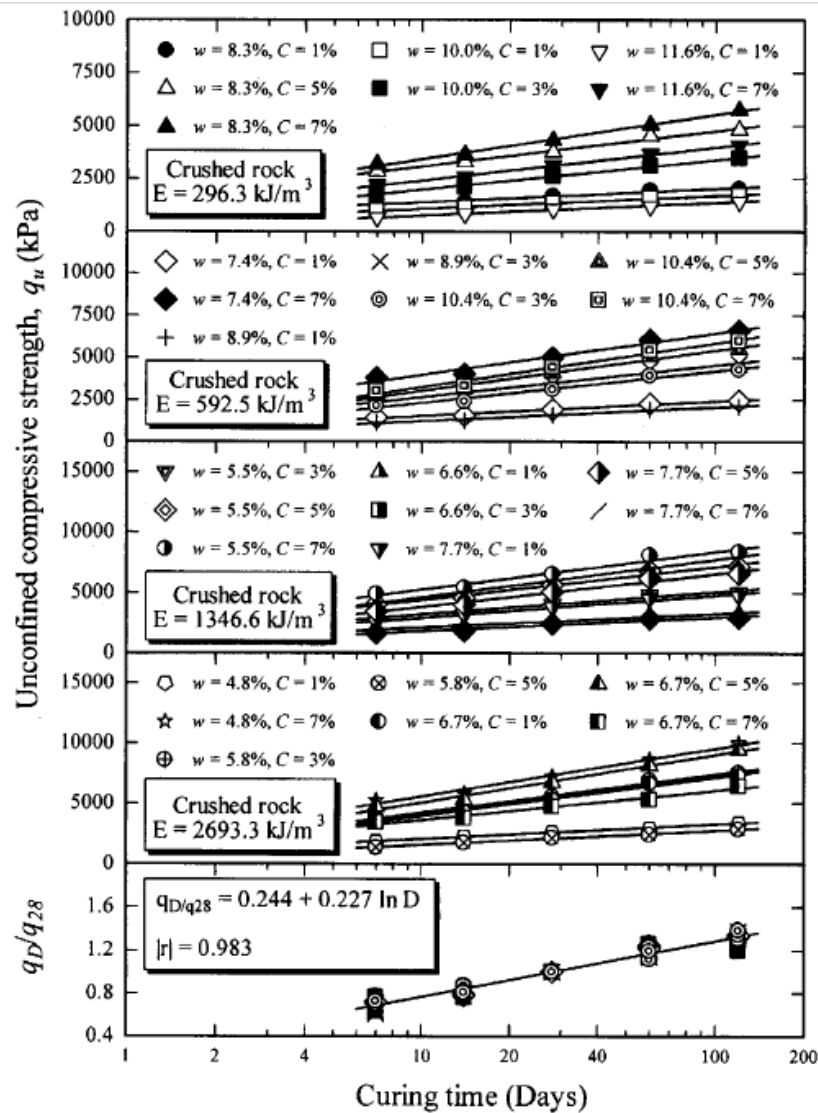 Unconfined compressive strength, q_u (kPa)
10000
7500
5000
2500
0
w = 8.3%, C = 1%
w = 10.0%, C = 1%
w = 11.6%, C = 1%
w = 8.3%, C = 5%
w = 10.0%, C = 3%
w = 11.6%, C = 7%
w = 8.3%, C = 7%
Crushed rock
E = 296.3 kJ/m³
10000
7500
5000
2500
0
w = 7.4%, C = 1%
w = 8.9%, C = 3%
w = 10.4%, C = 5%
w = 7.4%, C = 7%
w = 10.4%, C = 3%
w = 10.4%, C = 7%
w = 8.9%, C = 1%
Crushed rock
E = 592.5 kJ/m³
15000
10000
5000
0
w = 5.5%, C = 3%
w = 6.6%, C = 1%
w = 7.7%, C = 5%
w = 5.5%, C = 5%
w = 6.6%, C = 3%
w = 7.7%, C = 7%
w = 5.5%, C = 7%
w = 7.7%, C = 1%
Crushed rock
E = 1346.6 kJ/m³
15000
10000
5000
0
w = 4.8%, C = 1%
w = 5.8%, C = 5%
w = 6.7%, C = 5%
w = 4.8%, C = 7%
w = 6.7%, C = 1%
w = 6.7%, C = 7%
w = 5.8%, C = 3%
Crushed rock
E = 2693.3 kJ/m³
q_D/q_28
1.6
1.2
0.8
0.4
q_D/q28 = 0.244 + 0.227 ln D
|r| = 0.983
1 2 4 6 8 10 20 40 60 80 100 200
Curing time (Days)